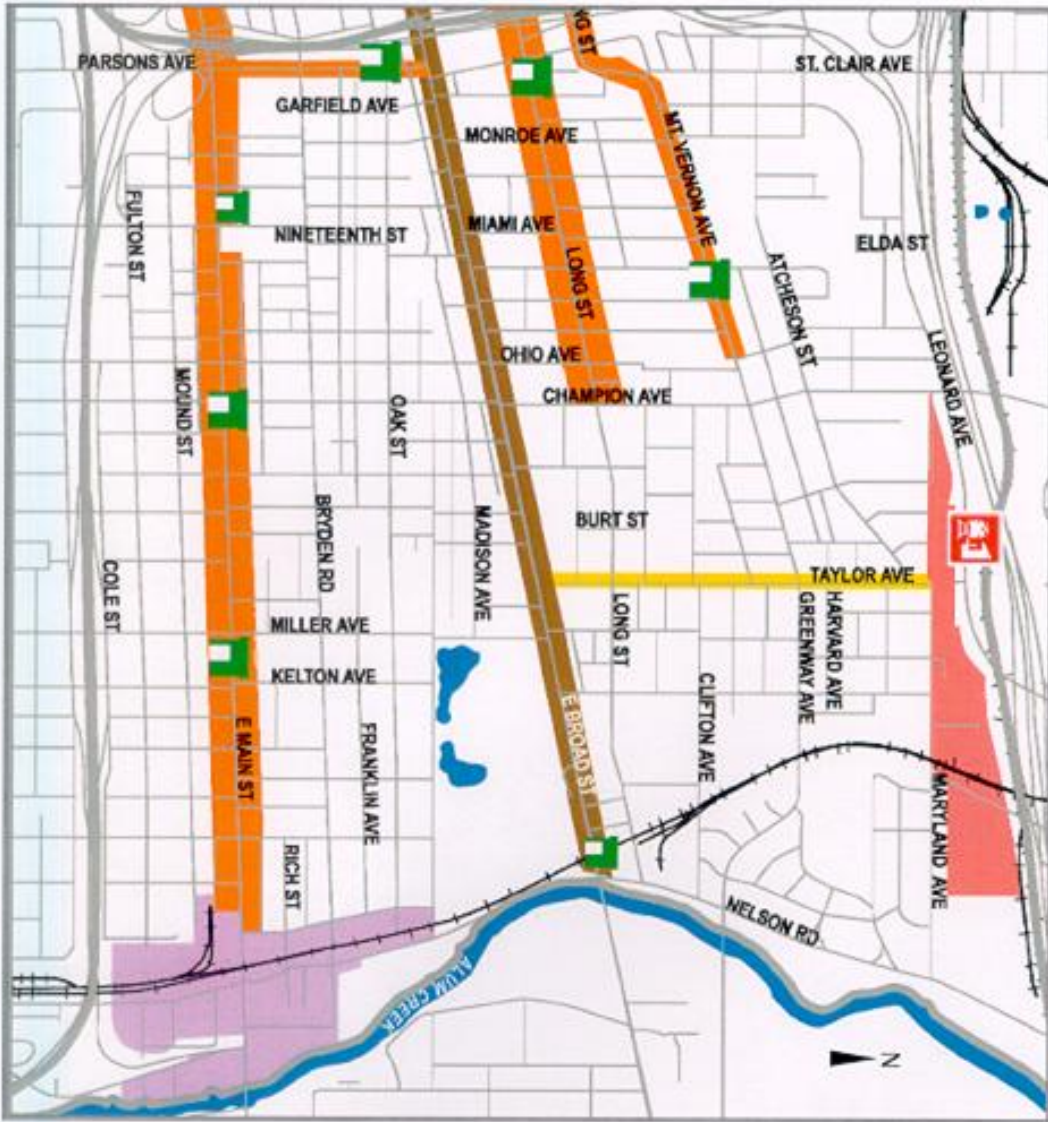 PARSONS AVE
NG ST
ST. CLAIR AVE
GARFIELD AVE
MONROE AVE
MT. VERNON AVE
FULTON ST
NINETEENTH ST
MIAMI AVE
ELDA ST
LONG ST
ATCHESON ST
OHIO AVE
LEONARD AVE
MOUND ST
OAK ST
CHAMPION AVE
BRYDEN RD
MADISON AVE
BURT ST
COLE ST
TAYLOR AVE
MILLER AVE
LONG ST
GREENWAY AVE
HARVARD AVE
KELTON AVE
CLIFTON AVE
E MAIN ST
FRANKLIN AVE
E BROAD ST
MARYLAND AVE
RICH ST
NELSON RD
ALUM CREEK
N